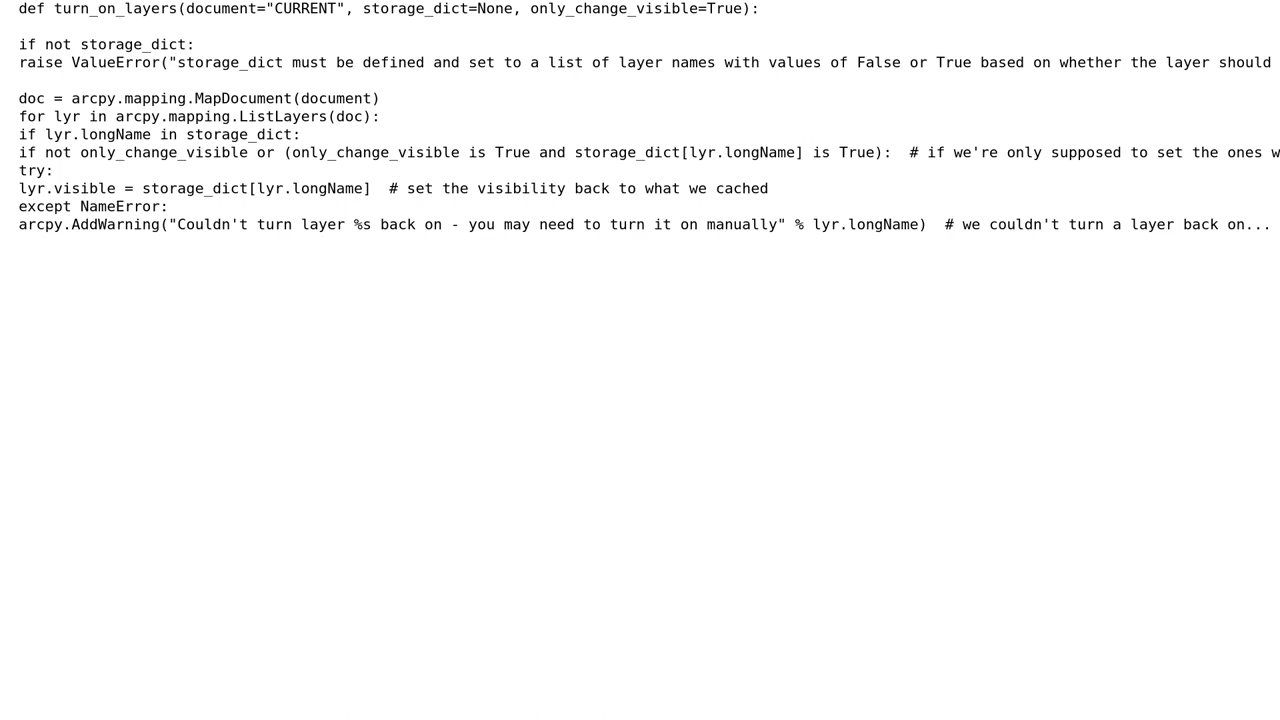 def turn_on_layers(document="CURRENT", storage_dict=None, only_change_visible=True):
if not storage_dict:
raise ValueError("storage_dict must be defined and set to a list of layer names with values of False or True based on whether the layer should
doc = arcpy.mapping.MapDocument(document)
for lyr in arcpy.mapping.ListLayers(doc):
if lyr.longName in storage_dict:
if not only_change_visible or (only_change_visible is True and storage_dict[lyr.longName] is True):  # if we're only supposed to set the ones
try:
lyr.visible = storage_dict[lyr.longName]  # set the visibility back to what we cached
except NameError:
arcpy.AddWarning("Couldn't turn layer %s back on - you may need to turn it on manually" % lyr.longName)  # we couldn't turn a layer back on...